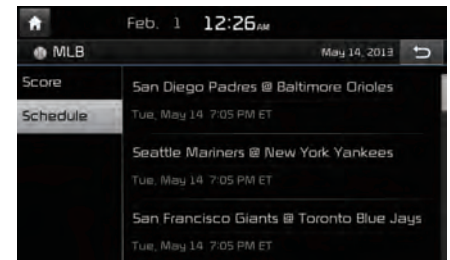 Feb. 1 12:26 AM
MLB May 14, 2013
Score
Schedule
San Diego Padres @ Baltimore Orioles
Tue, May 14 7:05 PM ET
Seattle Mariners @ New York Yankees
Tue, May 14 7:05 PM ET
San Francisco Giants @ Toronto Blue Jays
Tue, May 14 7:05 PM ET